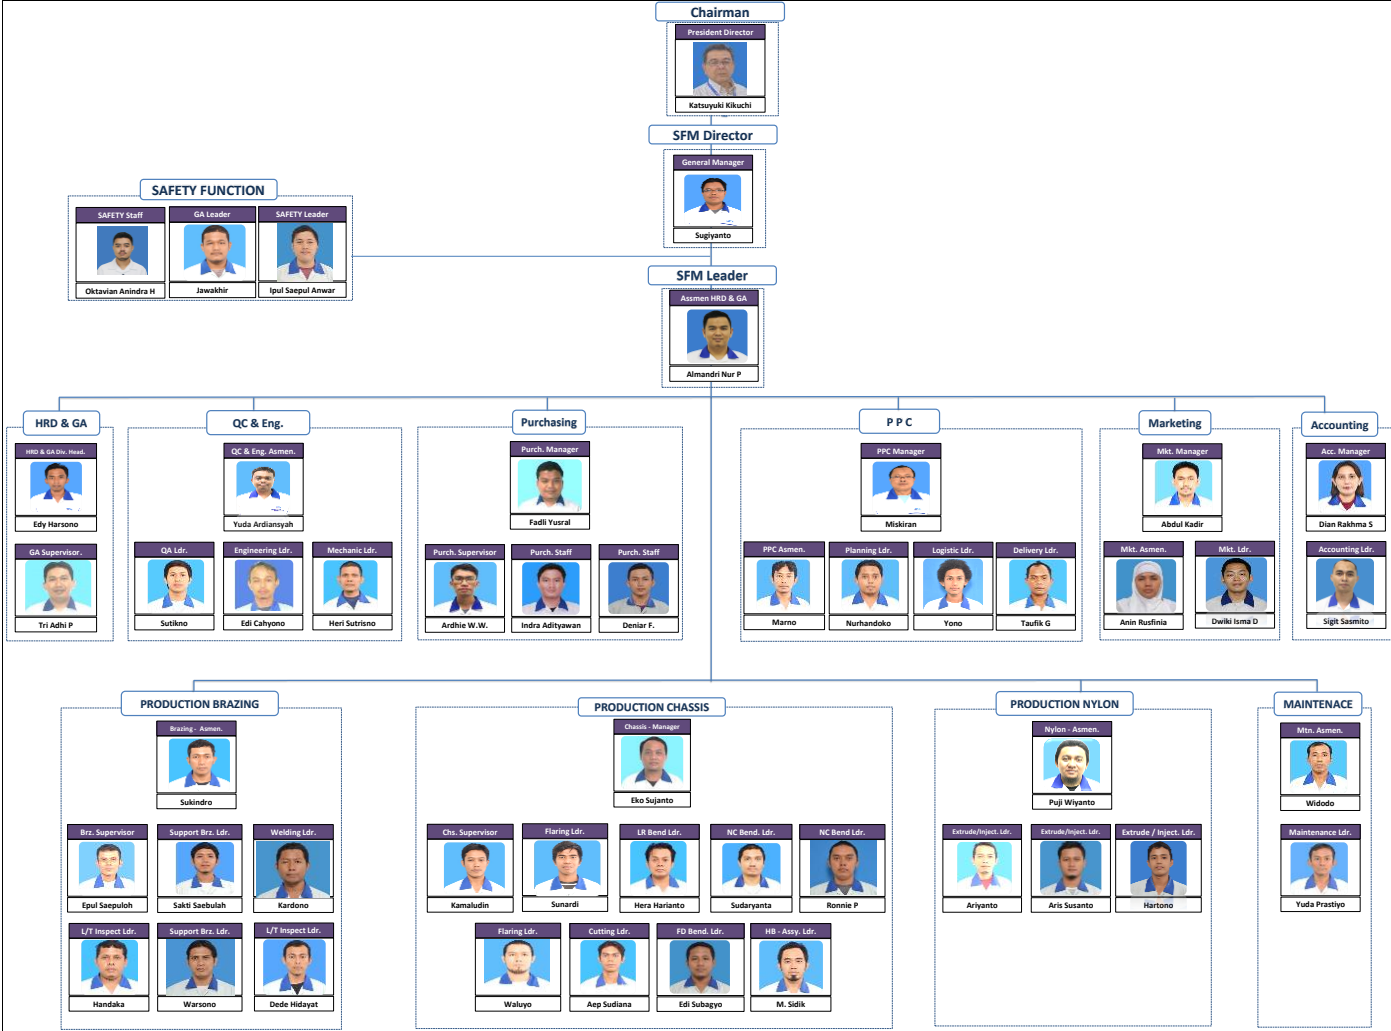 Chairman
President Director
Katsuyuki Kikuchi
SFM Director
General Manager
Sugiyanto
SAFETY FUNCTION
SAFETY Staff
GA Leader
SAFETY Leader
Oktavian Anindra H
Jawakhir
Ipul Saepul Anwar
SFM Leader
Assmen HRD & GA
Almandri Nur P
HRD & GA
HRD & GA Div. Head.
Edy Harsono
GA Supervisor.
Tri Adhi P
QC & Eng.
QC & Eng. Asmen.
Yuda Ardiansyah
QA Ldr.
Engineering Ldr.
Mechanic Ldr.
Sutikno
Edi Cahyono
Heri Sutrisno
Purchasing
Purch. Manager
Fadli Yusral
Purch. Supervisor
Purch. Staff
Purch. Staff
Ardhie W.W.
Indra Adityawan
Deniar F.
P P C
PPC Manager
Miskiran
PPC Asmen.
Planning Ldr.
Logistic Ldr.
Delivery Ldr.
Marno
Nurhandoko
Yono
Taufik G
Marketing
Mkt. Manager
Abdul Kadir
Mkt. Asmen.
Mkt. Ldr.
Anin Rusfinia
Dwiki Isma D
Accounting
Acc. Manager
Dian Rakhma S
Accounting Ldr.
Sigit Sasmito
PRODUCTION BRAZING
Brazing - Asmen.
Sukindro
Brz. Supervisor
Support Brz. Ldr.
Welding Ldr.
Epul Saepuloh
Sakti Saebulah
Kardono
L/T Inspect Ldr.
Support Brz. Ldr.
L/T Inspect Ldr.
Handaka
Warsono
Dede Hidayat
PRODUCTION CHASSIS
Chassis - Manager
Eko Sujanto
Chs. Supervisor
Flaring Ldr.
LR Bend Ldr.
NC Bend. Ldr.
NC Bend Ldr.
Kamaludin
Sunardi
Hera Harianto
Sudaryanta
Ronnie P
Flaring Ldr.
Cutting Ldr.
FD Bend. Ldr.
HB - Assy. Ldr.
Waluyo
Aep Sudiana
Edi Subagyo
M. Sidik
PRODUCTION NYLON
Nylon - Asmen.
Puji Wiyanto
Extrude/Inject. Ldr.
Extrude/Inject. Ldr.
Extrude / Inject. Ldr.
Ariyanto
Aris Susanto
Hartono
MAINTENACE
Mtn. Asmen.
Widodo
Maintenance Ldr.
Yuda Prastiyo